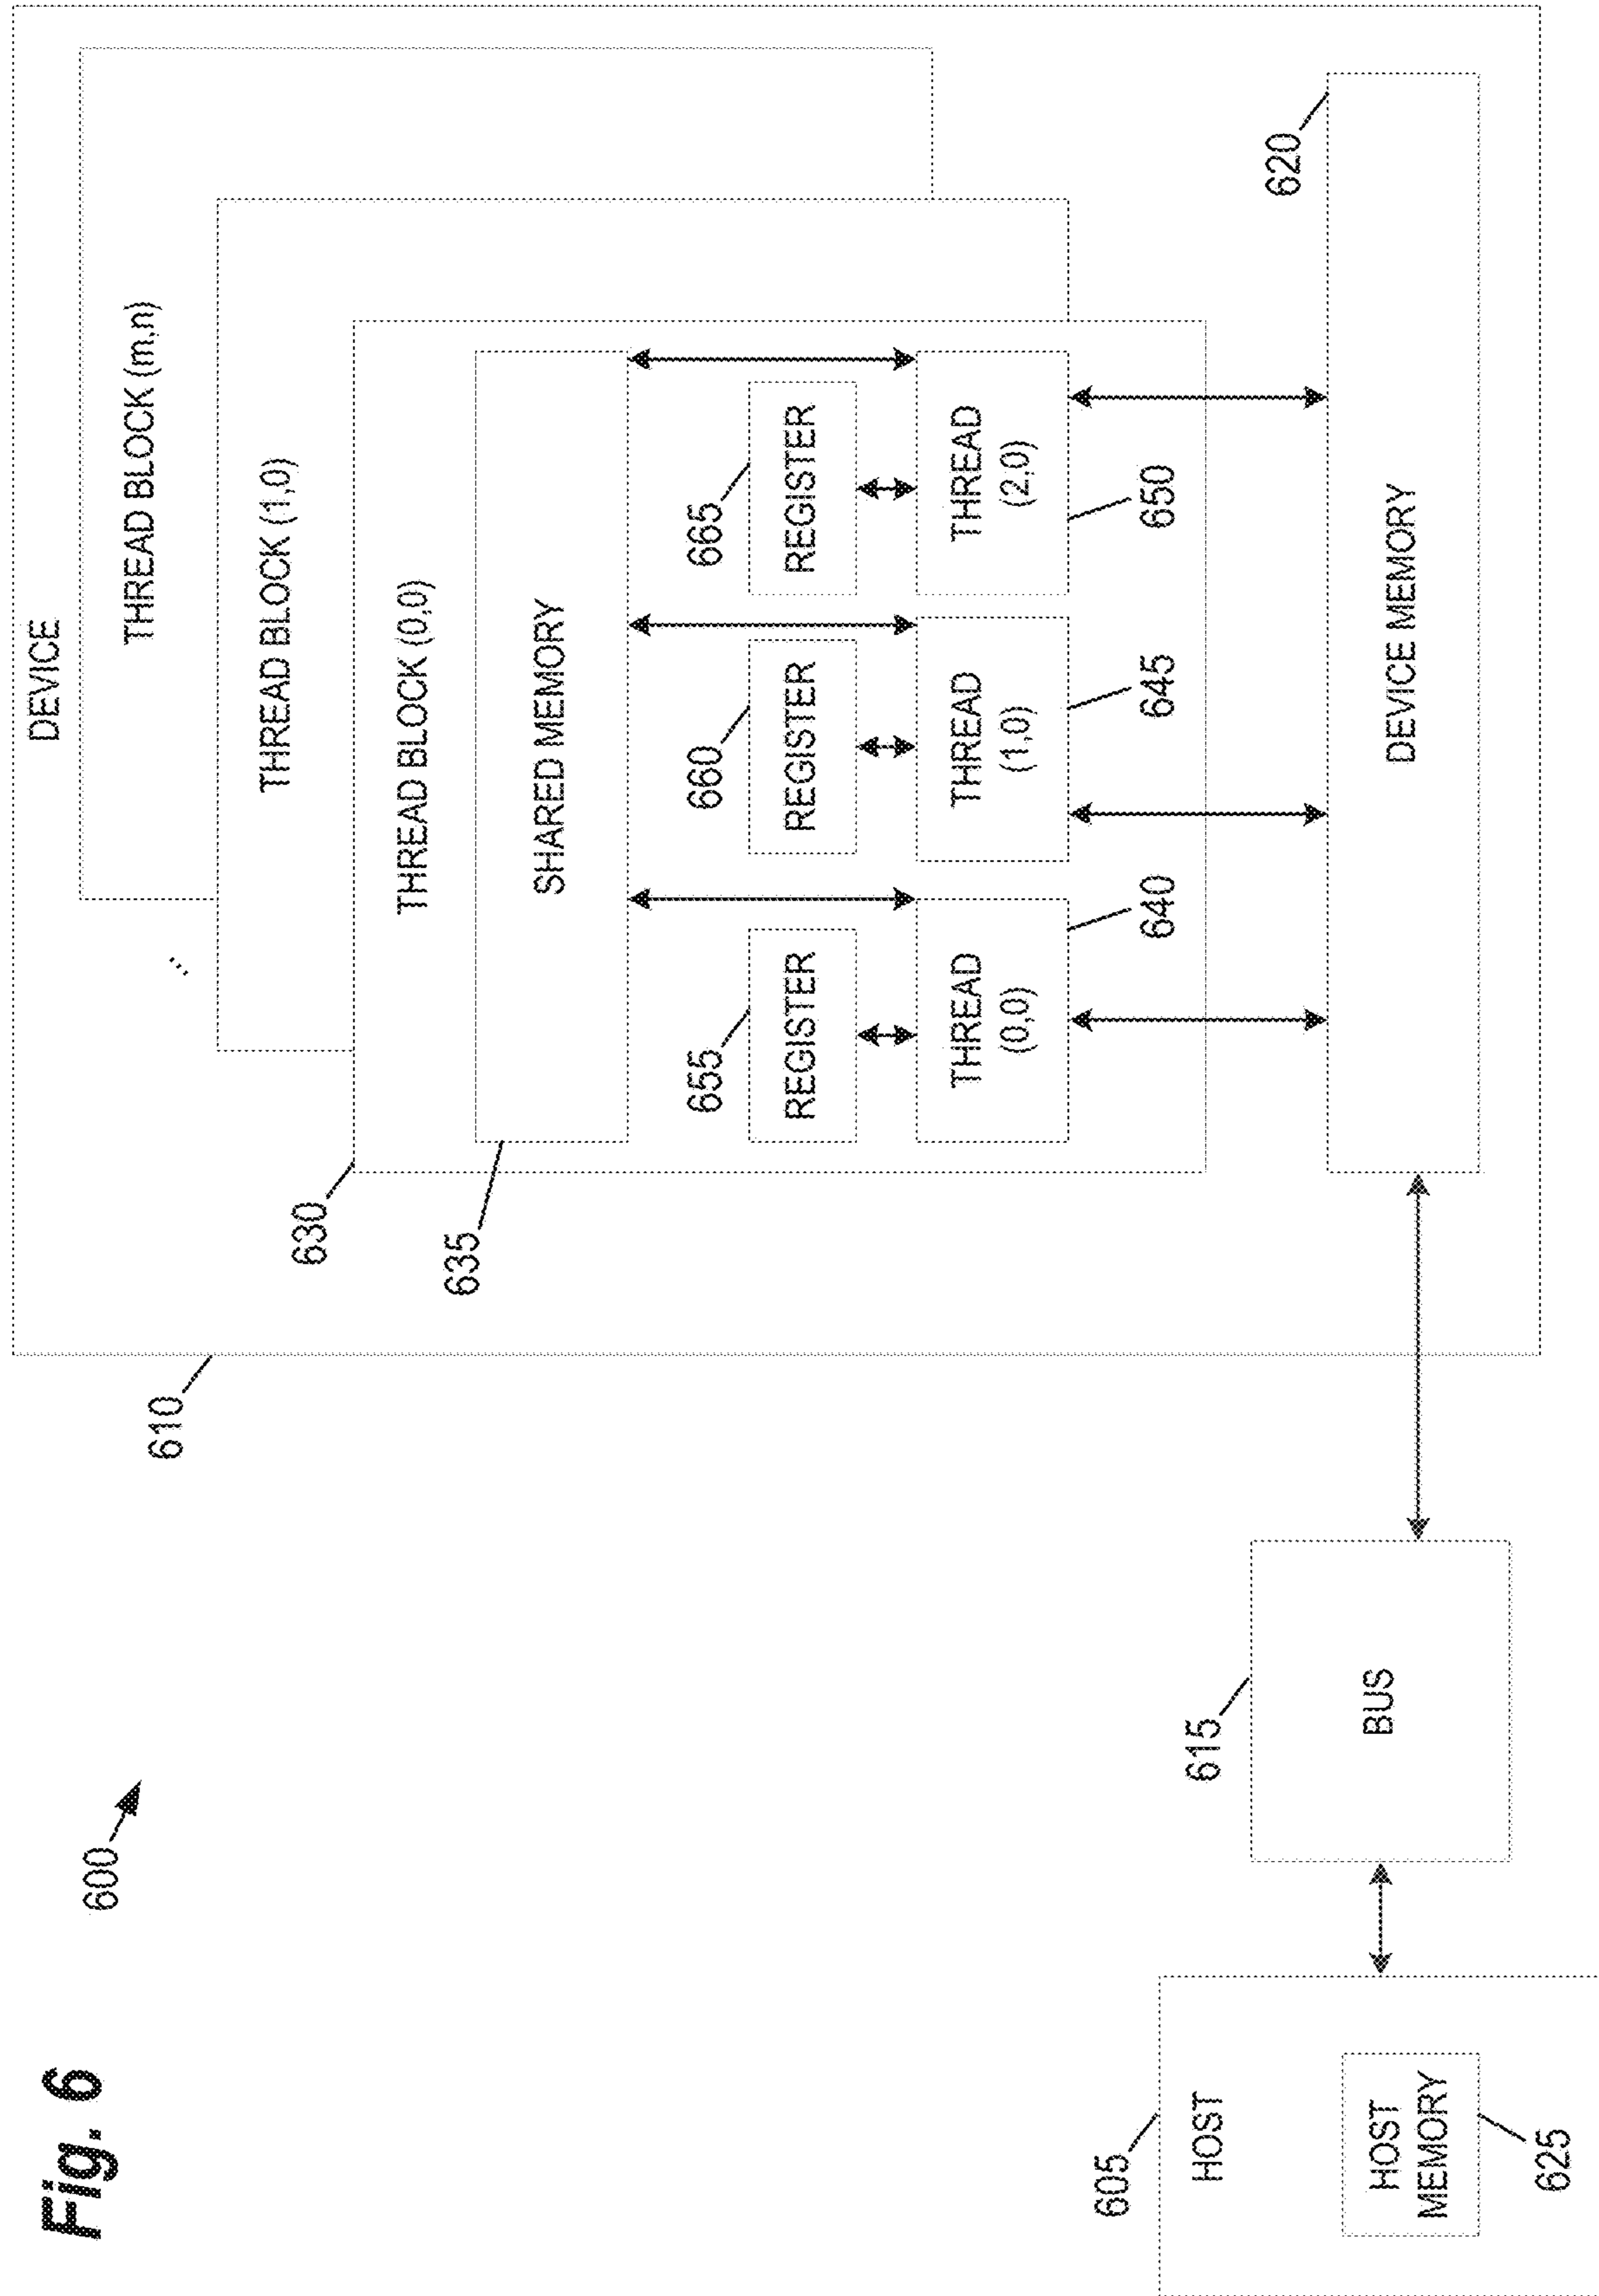 Fig. 6
600
610
DEVICE
THREAD BLOCK (m,n)
...
THREAD BLOCK (1,0)
630
THREAD BLOCK (0,0)
635
SHARED MEMORY
655
660
665
REGISTER
REGISTER
REGISTER
THREAD
(0,0)
THREAD
(1,0)
THREAD
(2,0)
640
645
650
620
DEVICE MEMORY
615
BUS
605
HOST
HOST
MEMORY
625